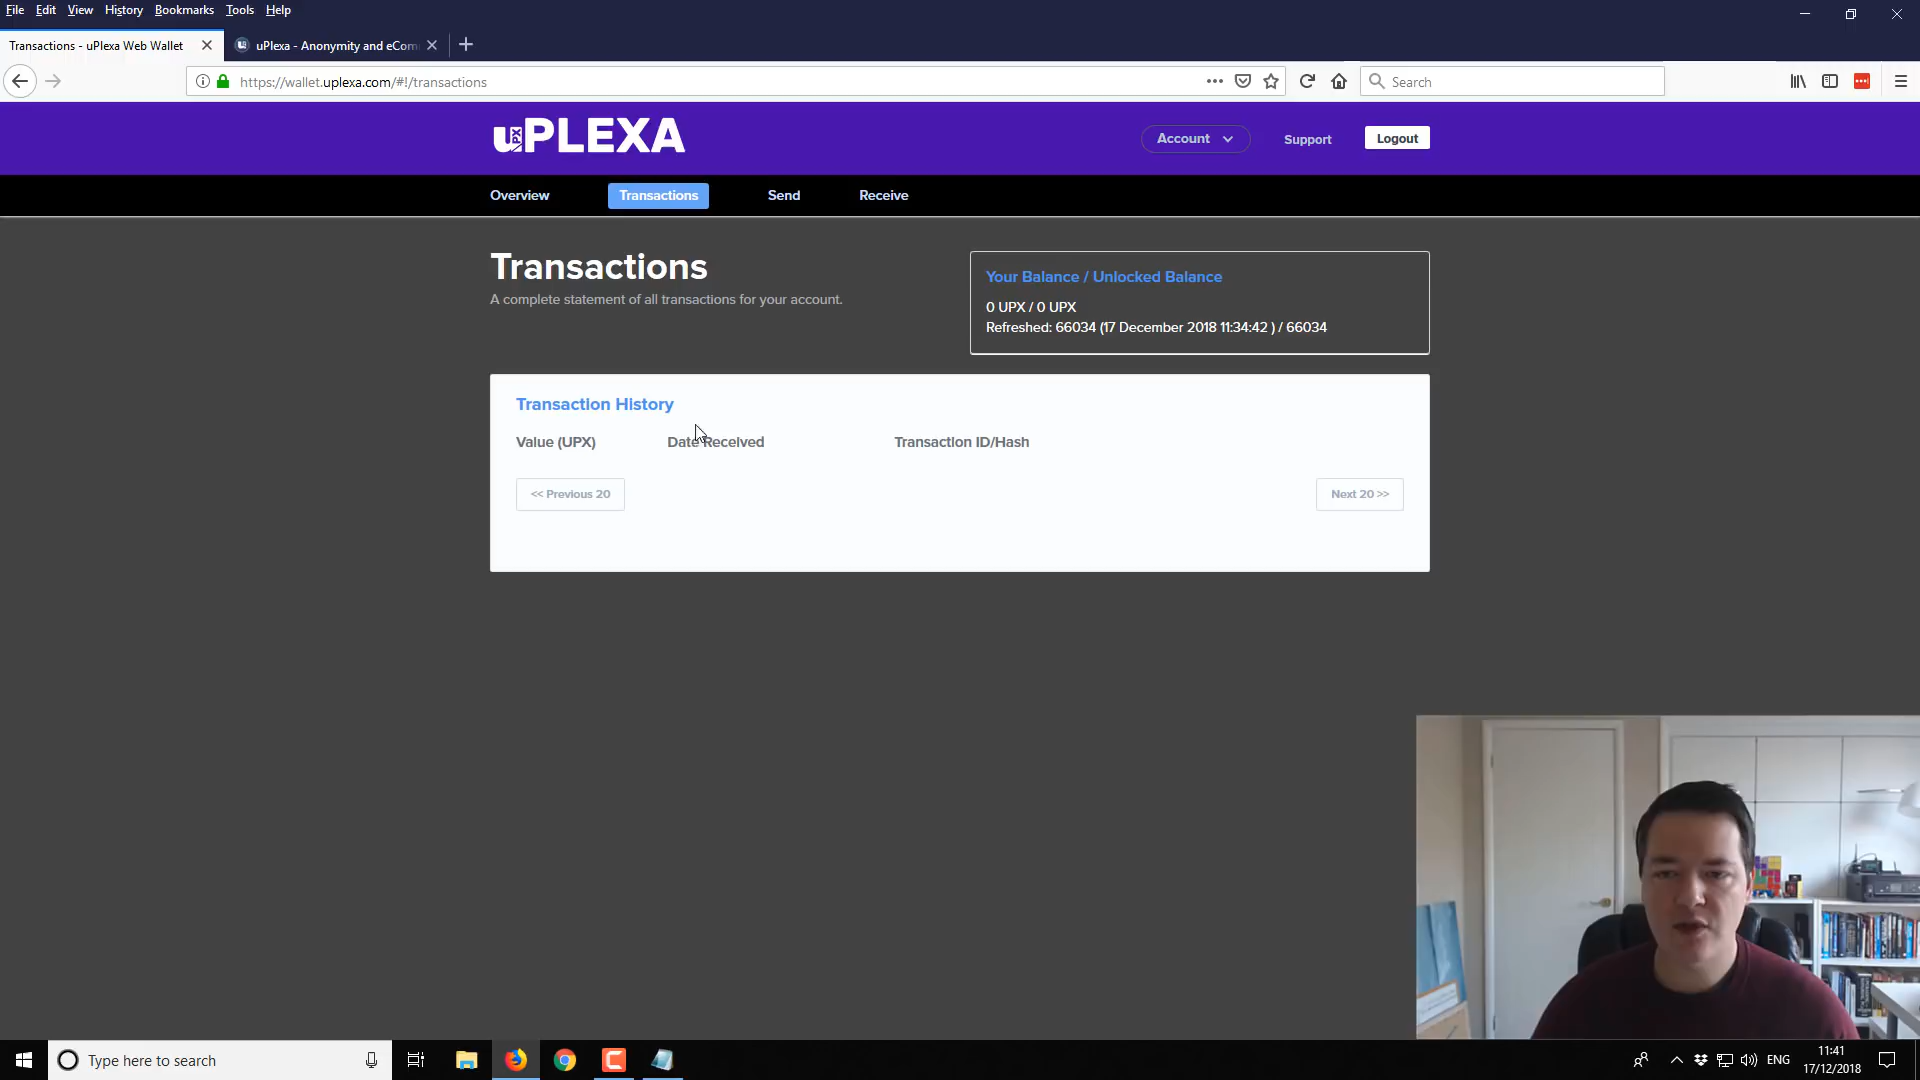 File Edit View History Bookmarks Tools Help
Transactions - uPlexa Web Wallet
uPlexa - Anonymity and eCom
https://wallet.uplexa.com/#!/transactions
Search
uPLEXA
Account
Support
Logout
Overview
Transactions
Send
Receive
Transactions
A complete statement of all transactions for your account.
Your Balance / Unlocked Balance
0 UPX / 0 UPX
Refreshed: 66034 (17 December 2018 11:34:42 ) / 66034
Transaction History
Value (UPX) Date Received Transaction ID/Hash
<< Previous 20
Next 20 >>
Type here to search
ENG
11:41
17/12/2018